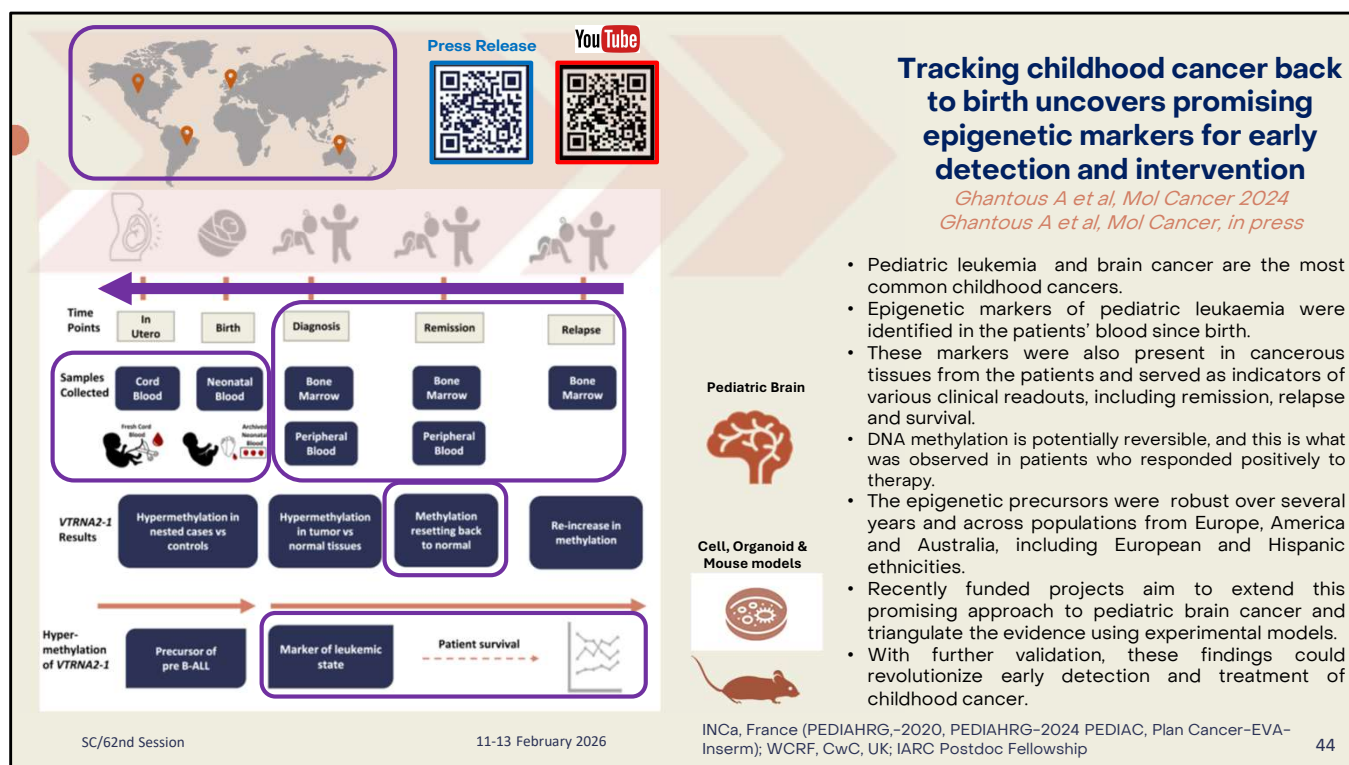 Press Release
YouTube
Tracking childhood cancer back
to birth uncovers promising
epigenetic markers for early
detection and intervention
Ghantous A et al, Mol Cancer 2024
Ghantous A et al, Mol Cancer, in press
Time
Points
In
Utero
Birth
Diagnosis
Remission
Relapse
Samples
Collected
Cord
Blood
Neonatal
Blood
Bone
Marrow
Bone
Marrow
Bone
Marrow
Fresh Cord
Blood
Archived
Neonatal
Blood
Peripheral
Blood
Peripheral
Blood
VTRNA2-1
Results
Hypermethylation in
nested cases vs
controls
Hypermethylation
in tumor vs
normal tissues
Methylation
resetting back
to normal
Re-increase in
methylation
Hyper-
methylation
of VTRNA2-1
Precursor of
pre B-ALL
Marker of leukemic
state
Patient survival
Pediatric Brain
Cell, Organoid &
Mouse models
• Pediatric leukemia and brain cancer are the most
common childhood cancers.
• Epigenetic markers of pediatric leukaemia were
identified in the patients' blood since birth.
• These markers were also present in cancerous
tissues from the patients and served as indicators of
various clinical readouts, including remission, relapse
and survival.
• DNA methylation is potentially reversible, and this is what
was observed in patients who responded positively to
therapy.
• The epigenetic precursors were robust over several
years and across populations from Europe, America
and Australia, including European and Hispanic
ethnicities.
• Recently funded projects aim to extend this
promising approach to pediatric brain cancer and
triangulate the evidence using experimental models.
• With further validation, these findings could
revolutionize early detection and treatment of
childhood cancer.
SC/62nd Session
11-13 February 2026
INCa, France (PEDIAHRG,-2020, PEDIAHRG-2024 PEDIAC, Plan Cancer-EVA-
Inserm); WCRF, CwC, UK; IARC Postdoc Fellowship
44